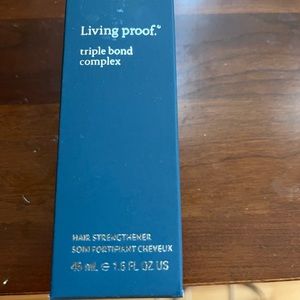 Living proof.®
triple bond
complex
HAIR STRENGTHENER
SOIN FORTIFIANT CHEVEUX
45 mL ℮ 1.5 FL OZ US